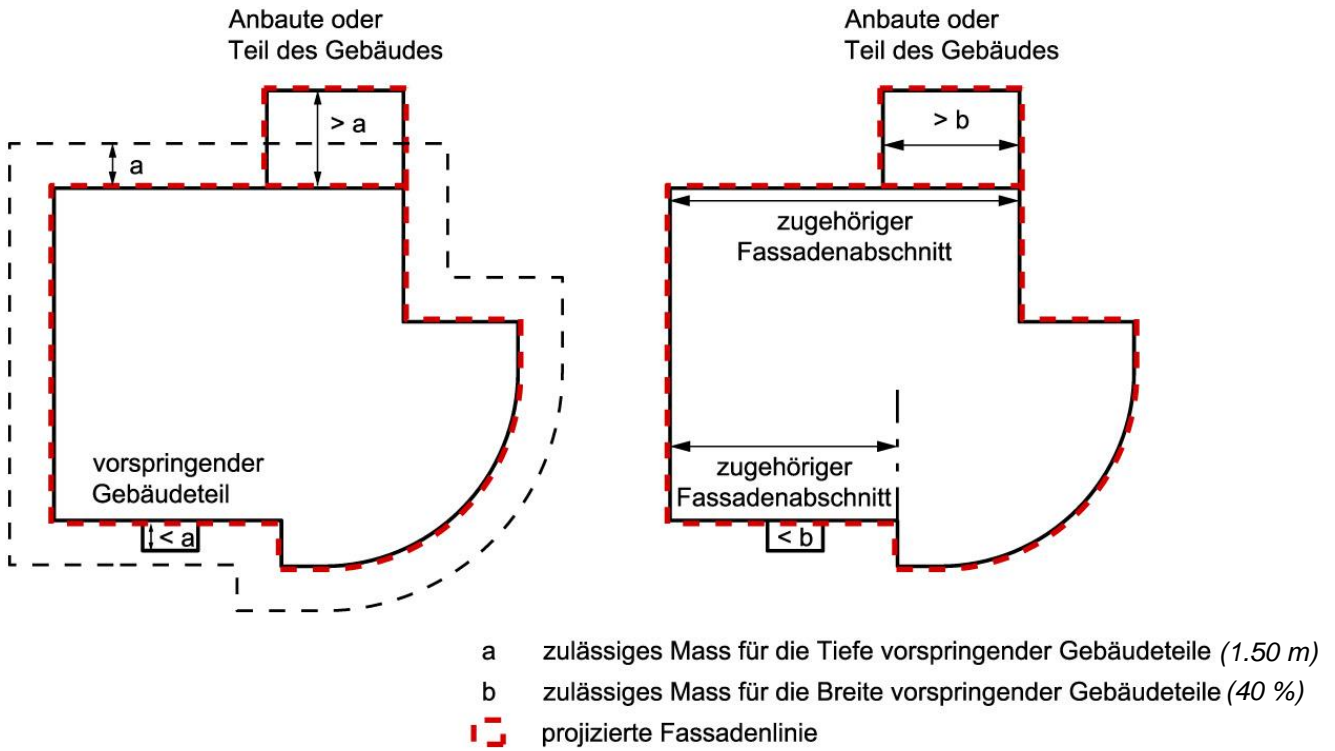 Anbaute oder
Teil des Gebäudes
> a
a
vorspringender
Gebäudeteil
< a
Anbaute oder
Teil des Gebäudes
> b
zugehöriger
Fassadenabschnitt
zugehöriger
Fassadenabschnitt
< b
a zulässiges Mass für die Tiefe vorspringender Gebäudeteile (1.50 m)
b zulässiges Mass für die Breite vorspringender Gebäudeteile (40 %)
projizierte Fassadenlinie